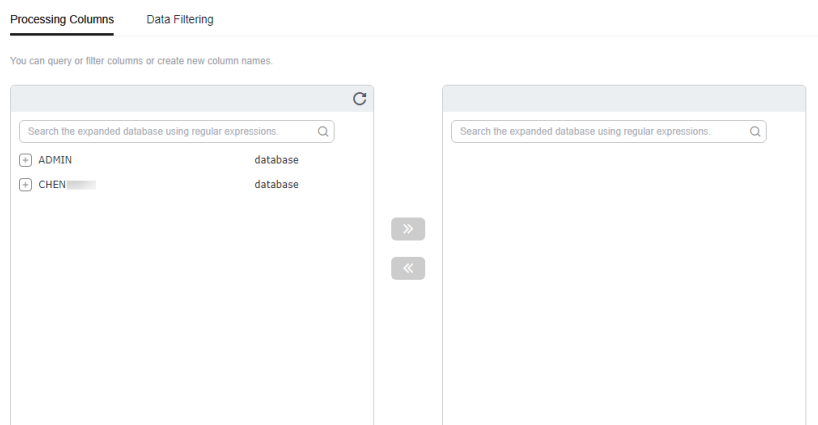 Processing Columns Data Filtering
You can query or filter columns or create new column names.
Search the expanded database using regular expressions. Search the expanded database using regular expressions.
ADMIN database
CHEN database